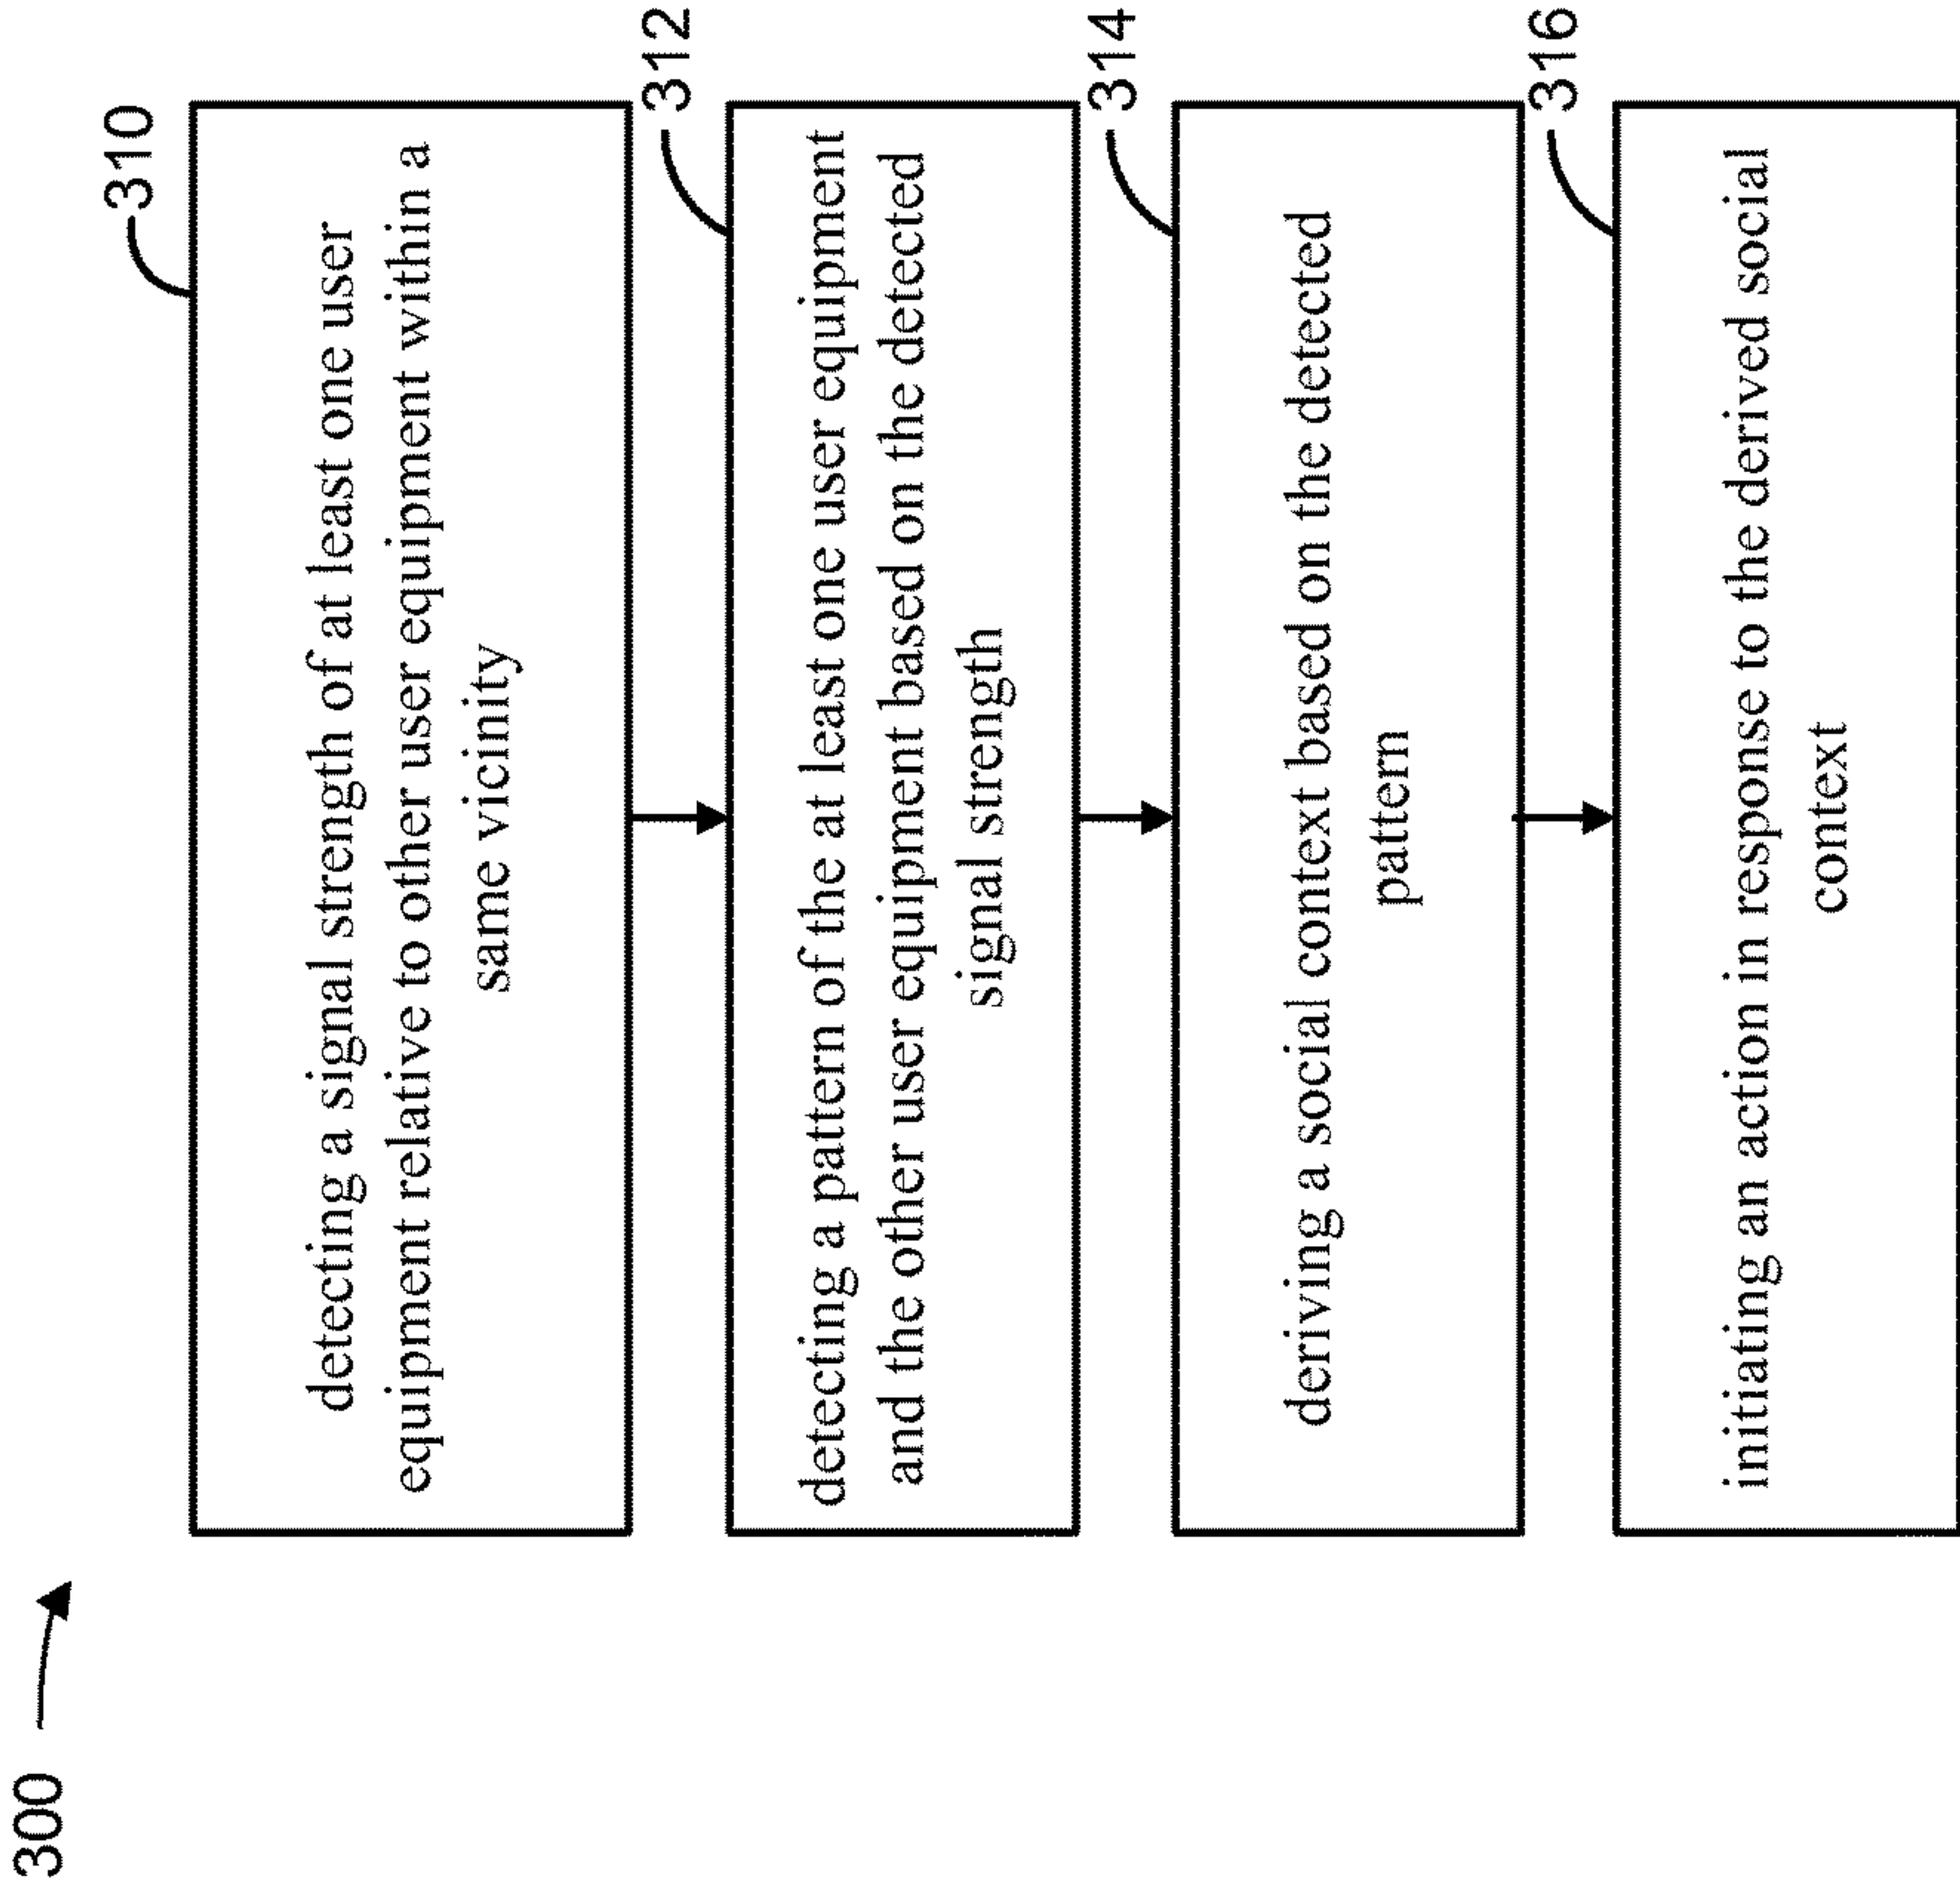 300
310
detecting a signal strength of at least one user
equipment relative to other user equipment within a
same vicinity
312
detecting a pattern of the at least one user equipment
and the other user equipment based on the detected
signal strength
314
deriving a social context based on the detected
pattern
316
initiating an action in response to the derived social
context